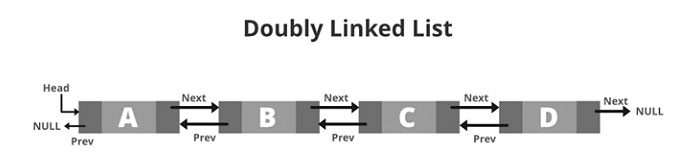 Doubly Linked List
Head
Next Next Next Next
A B C D
NULL NULL
Prev Prev Prev Prev